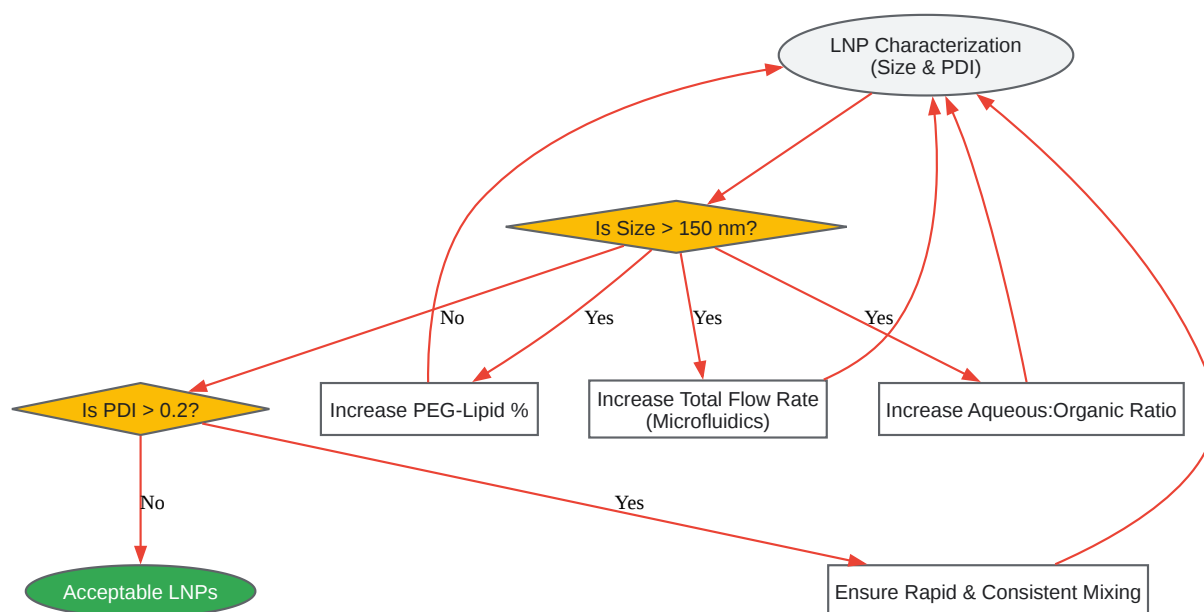 LNP Characterization
(Size & PDI)
Is Size > 150 nm?
No
Yes
Yes
Yes
Is PDI > 0.2?
Increase PEG-Lipid %
Increase Total Flow Rate
(Microfluidics)
Increase Aqueous:Organic Ratio
No
Yes
Acceptable LNPs
Ensure Rapid & Consistent Mixing